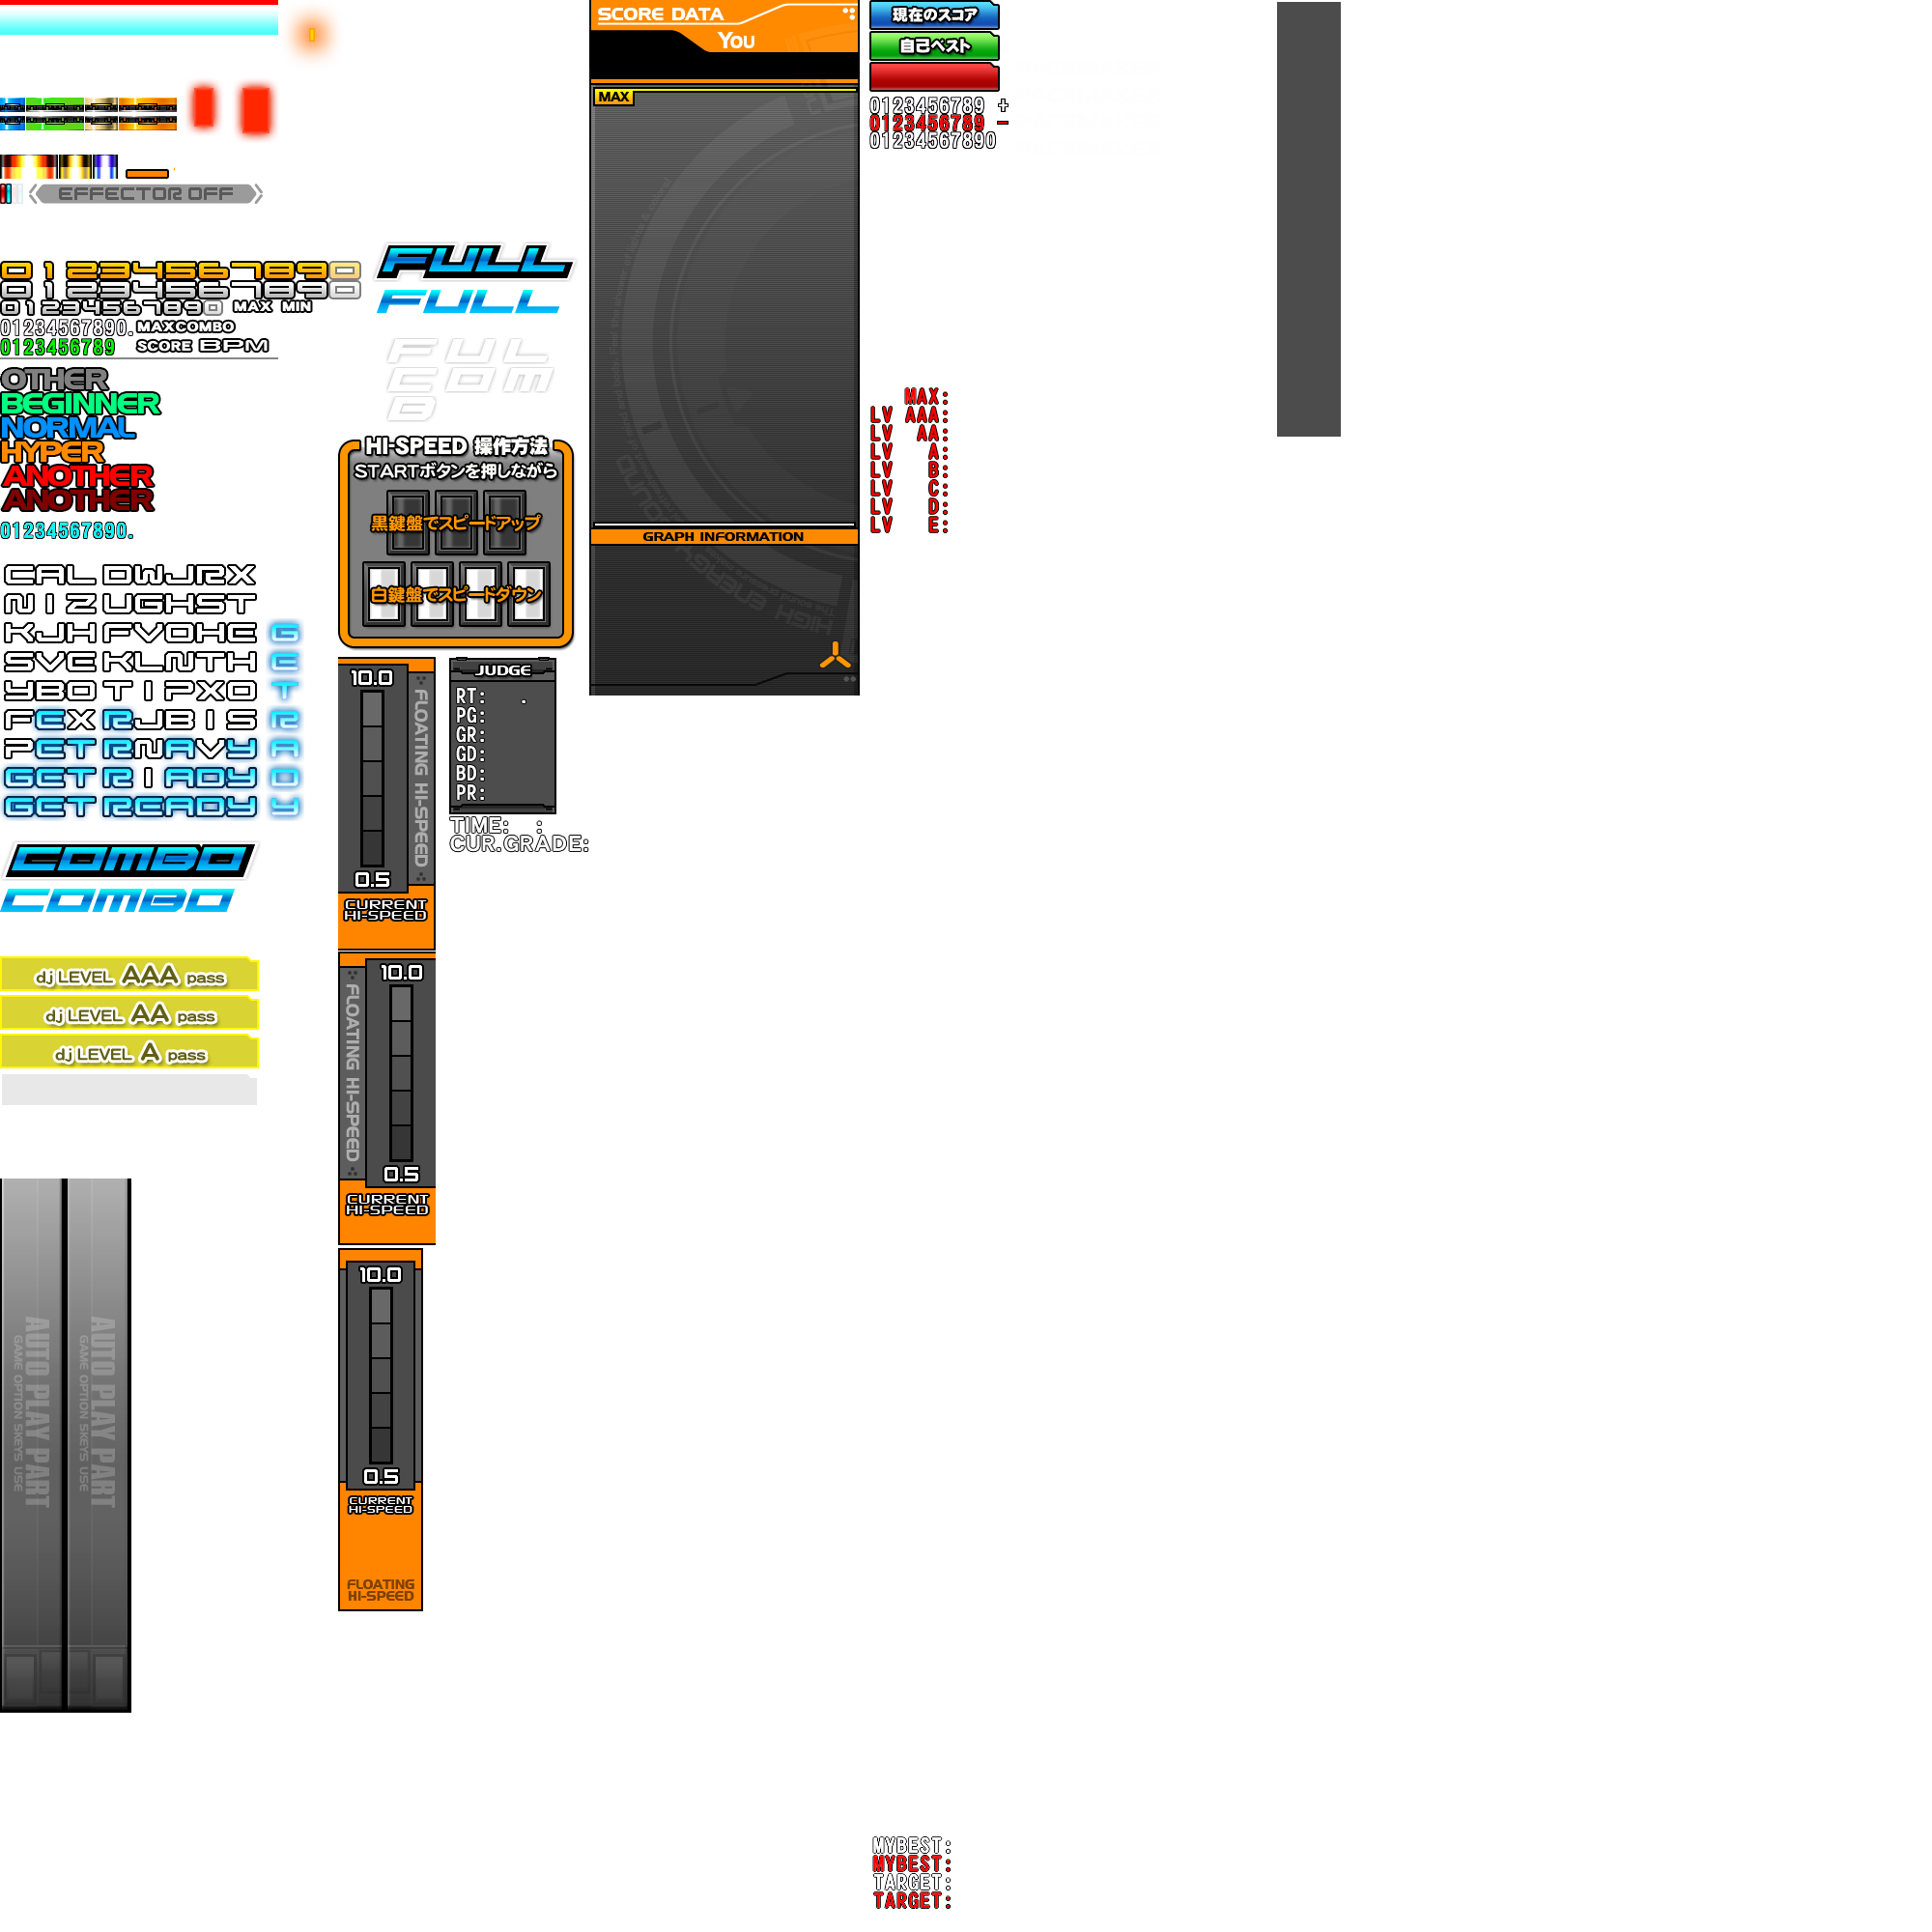 EFFECTOR OFF
0 1 2 3 4 5 6 7 8 9 0
0 1 2 3 4 5 6 7 8 9 0
0 1 2 3 4 5 6 7 8 9 0 MAX MIN
01234567890. MAXCOMBO
0123456789 SCORE BPM
OTHER
BEGINNER
NORMAL
HYPER
ANOTHER
ANOTHER
01234567890.
CAL DWJRX
NIZ UGHST
KJH FVOHE G
SVE KLNTH E
YBO TIPXO T
FEX RJBIS R
PET RNAVY A
GET RIADY D
GET READY Y
COMBO
COMBO
dj LEVEL AAA pass
dj LEVEL AA pass
dj LEVEL A pass
AUTO PLAY PART
GAME OPTION 5KEYS USE
AUTO PLAY PART
GAME OPTION 5KEYS USE
FULL
FULL
F U L
C O M
B
HI-SPEED 操作方法
STARTボタンを押しながら
黒鍵盤でスピードアップ
白鍵盤でスピードダウン
10.0
FLOATING HI-SPEED
0.5
CURRENT
HI-SPEED
10.0
FLOATING HI-SPEED
0.5
CURRENT
HI-SPEED
10.0
0.5
CURRENT
HI-SPEED
FLOATING
HI-SPEED
JUDGE
RT: .
PG:
GR:
GD:
BD:
PR:
TIME: :
CUR.GRADE:
SCORE DATA
YOU
MAX
GRAPH INFORMATION
HIGH ENERGY
現在のスコア
自己ベスト
0123456789 +
0123456789 -
01234567890
MAX:
LV AAA:
LV AA:
LV A:
LV B:
LV C:
LV D:
LV E:
MYBEST:
MYBEST:
TARGET:
TARGET: